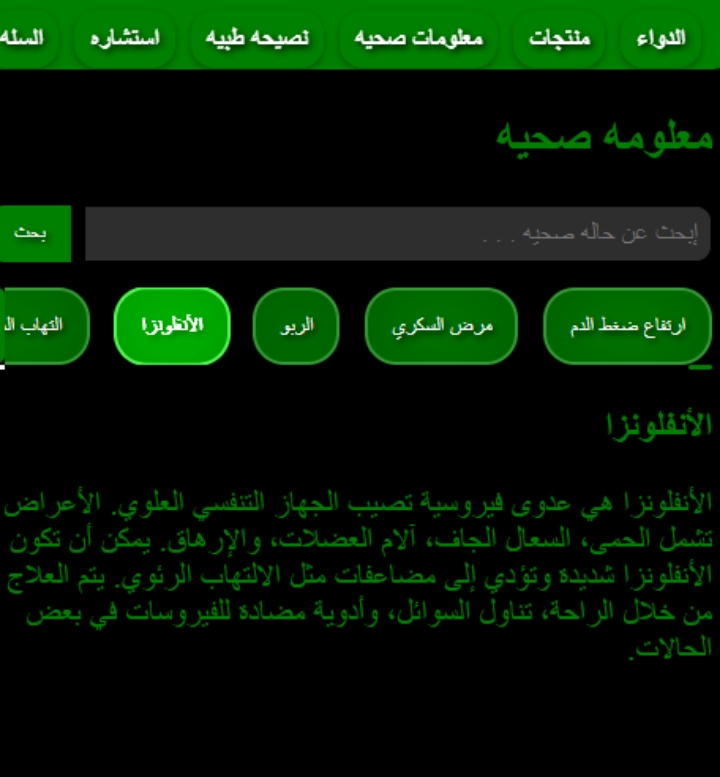 الدواء منتجات معلومات صحيه نصيحه طبيه استشاره السله
معلومه صحيه
إبحث عن حاله صحيه . . . بحث
ارتفاع ضغط الدم مرض السكري الربو الأنفلونزا التهاب
الأنفلونزا
الأنفلونزا هي عدوى فيروسية تصيب الجهاز التنفسي العلوي. الأعراض
تشمل الحمى، السعال الجاف، آلام العضلات، والإرهاق. يمكن أن تكون
الأنفلونزا شديدة وتؤدي إلى مضاعفات مثل الالتهاب الرئوي. يتم العلاج
من خلال الراحة، تناول السوائل، وأدوية مضادة للفيروسات في بعض
الحالات.